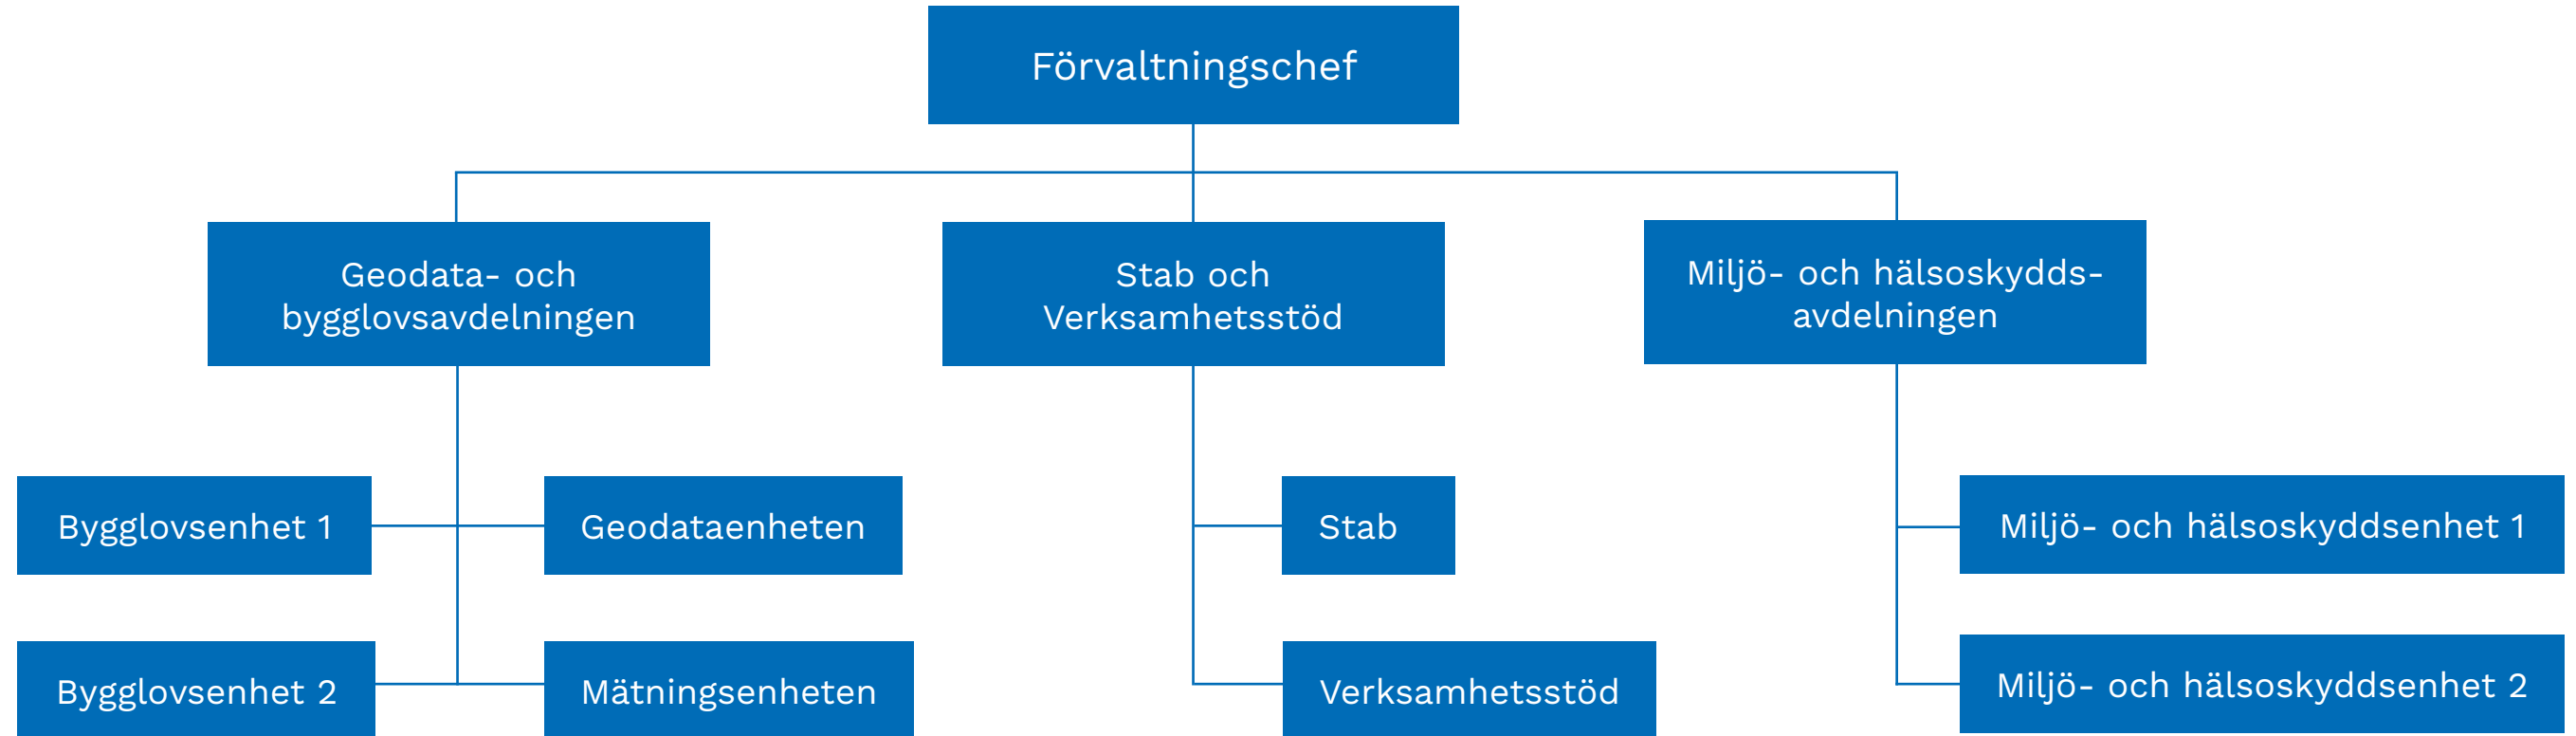 Förvaltningschef
Geodata- och
bygglovsavdelningen
Stab och
Verksamhetsstöd
Miljö- och hälsoskydds-
avdelningen
Bygglovsenhet 1
Geodataenheten
Stab
Miljö- och hälsoskyddsenhet 1
Bygglovsenhet 2
Mätningsenheten
Verksamhetsstöd
Miljö- och hälsoskyddsenhet 2